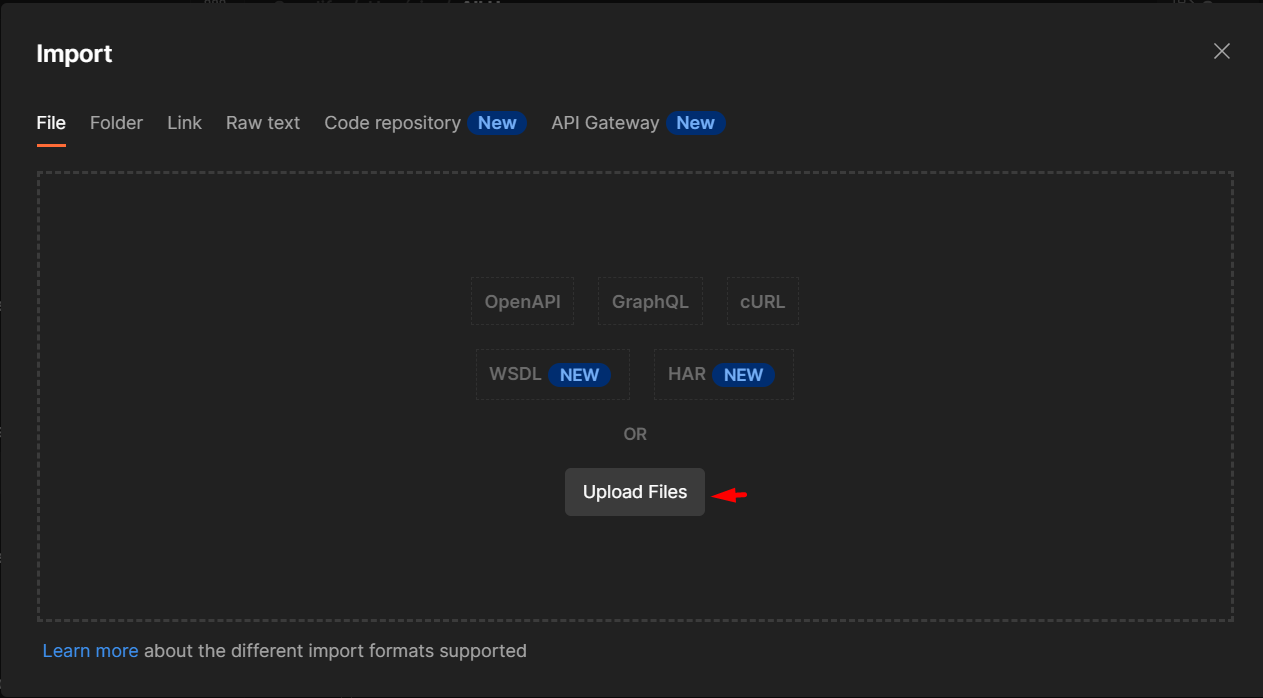 Import
File Folder Link Raw text Code repository New API Gateway New
OpenAPI GraphQL cURL
WSDL NEW HAR NEW
OR
Upload Files
Learn more about the different import formats supported